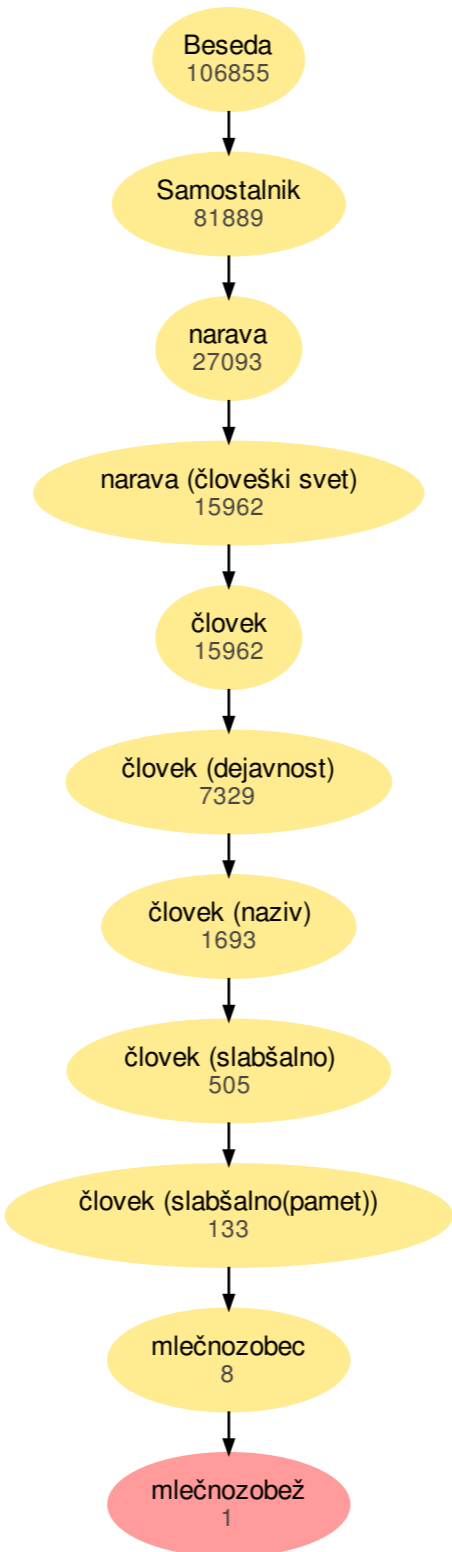 Beseda
106855
Samostalnik
81889
narava
27093
narava (človeški svet)
15962
človek
15962
človek (dejavnost)
7329
človek (naziv)
1693
človek (slabšalno)
505
človek (slabšalno(pamet))
133
mlečnozobec
8
mlečnozobež
1